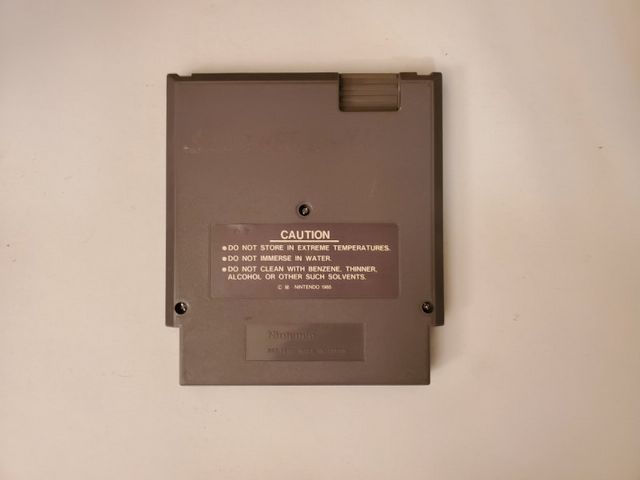 CAUTION
● DO NOT STORE IN EXTREME TEMPERATURES.
● DO NOT IMMERSE IN WATER.
● DO NOT CLEAN WITH BENZENE, THINNER,
ALCOHOL OR OTHER SUCH SOLVENTS.
© NINTENDO 1985
Nintendo